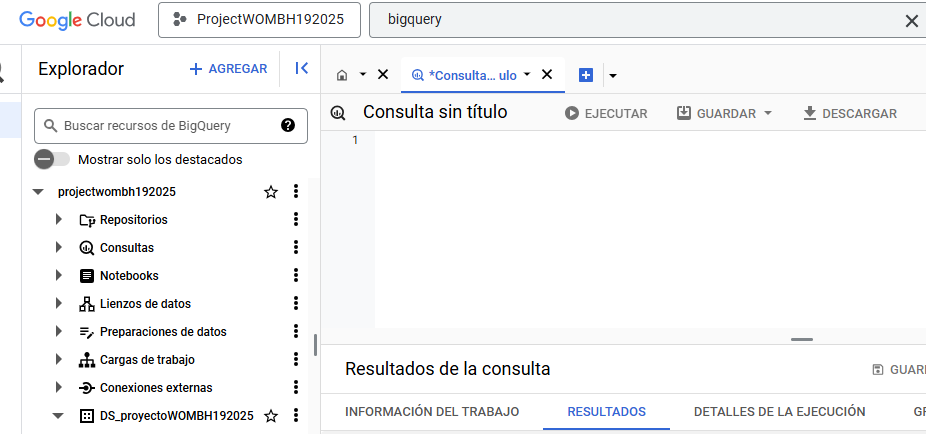 Google Cloud
ProjectWOMBH192025
bigquery
Explorador
+ AGREGAR
*Consulta... ulo
Buscar recursos de BigQuery
Mostrar solo los destacados
Consulta sin título
EJECUTAR
GUARDAR
DESCARGAR
1
projectwombh192025
Repositorios
Consultas
Notebooks
Lienzos de datos
Preparaciones de datos
Cargas de trabajo
Conexiones externas
DS_proyectoWOMBH192025
Resultados de la consulta
GUAR
INFORMACIÓN DEL TRABAJO
RESULTADOS
DETALLES DE LA EJECUCIÓN